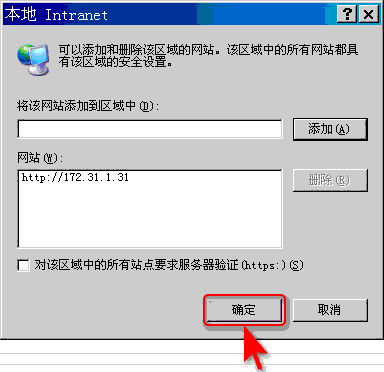 本地 Intranet
可以添加和删除该区域的网站。该区域中的所有网站都具
有该区域的安全设置。
将该网站添加到区域中(D):
添加(A)
网站(W):
http://172.31.1.31
删除(R)
对该区域中的所有站点要求服务器验证(https:)(S)
确定
取消